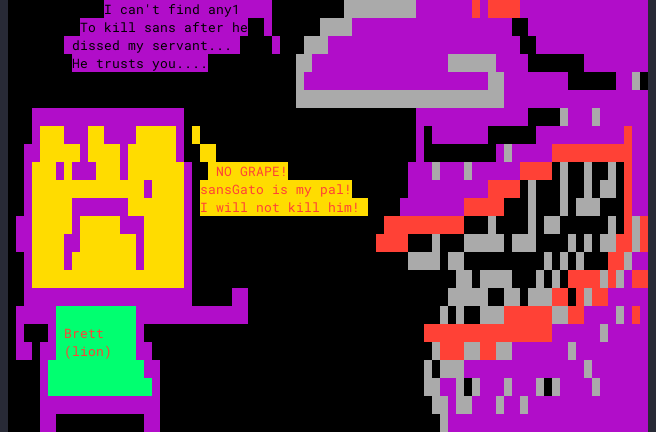 I can't find any1
To kill sans after he
dissed my servant...
He trusts you....
NO GRAPE!
sansGato is my pal!
I will not kill him!
Brett
(lion)